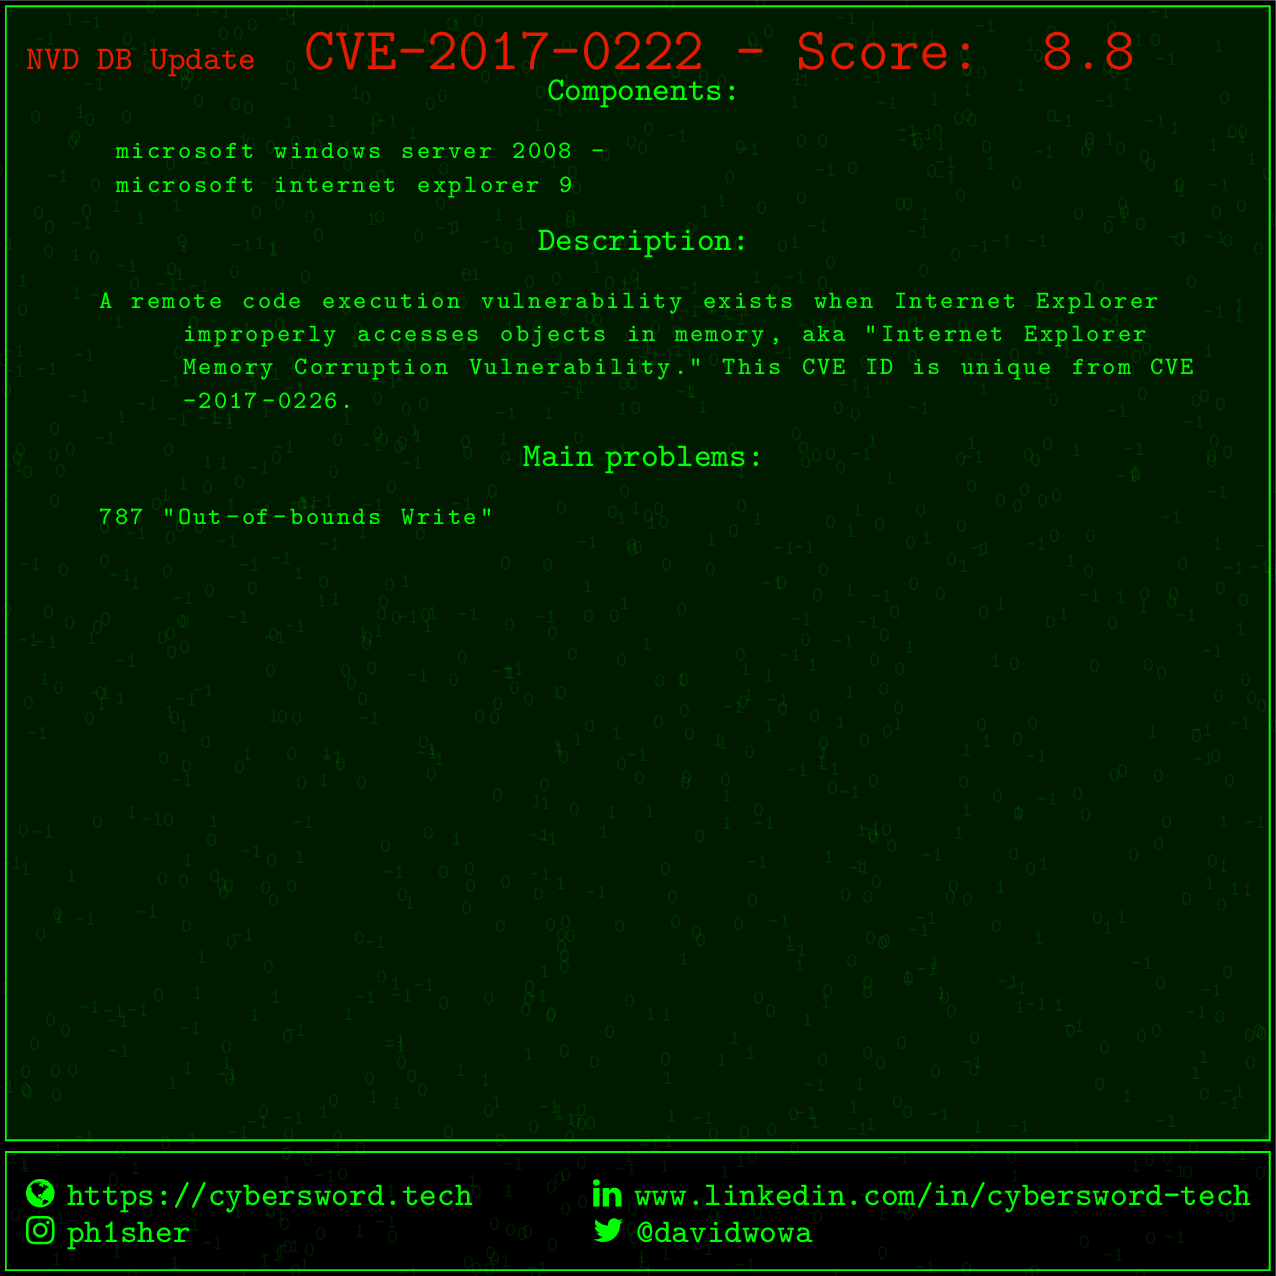 NVD DB Update CVE-2017-0222 - Score: 8.8
Components:
microsoft windows server 2008 -
microsoft internet explorer 9
Description:
A remote code execution vulnerability exists when Internet Explorer
improperly accesses objects in memory, aka "Internet Explorer
Memory Corruption Vulnerability." This CVE ID is unique from CVE
-2017-0226.
Main problems:
787 "Out-of-bounds Write"
https://cybersword.tech www.linkedin.com/in/cybersword-tech
ph1sher @davidwowa